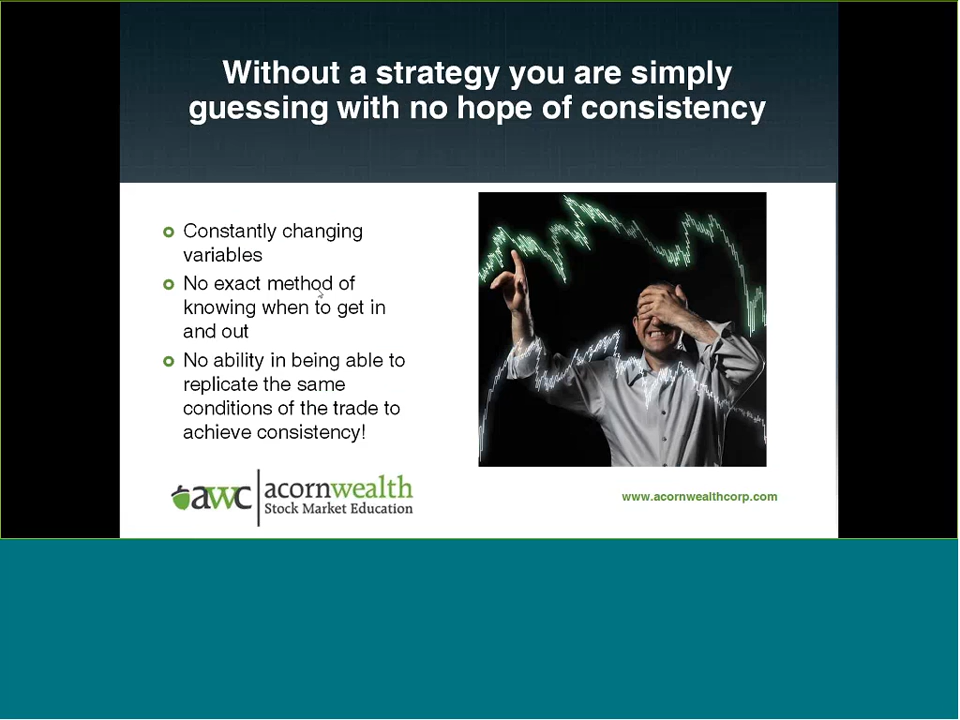 Without a strategy you are simply
guessing with no hope of consistency
Constantly changing
variables
No exact method of
knowing when to get in
and out
No ability in being able to
replicate the same
conditions of the trade to
achieve consistency!
awc acornwealth
Stock Market Education
www.acornwealthcorp.com